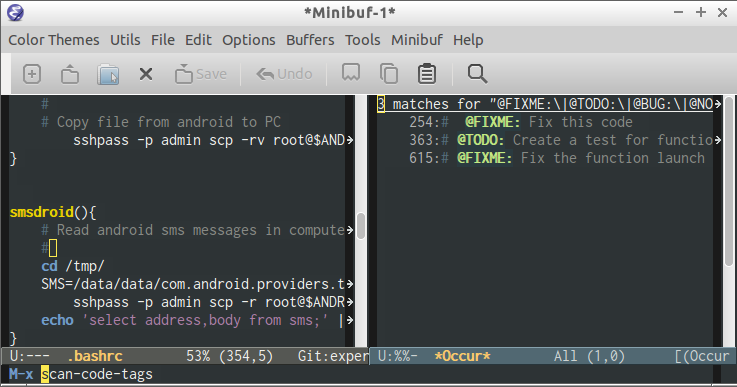 *Minibuf-1*
Color Themes Utils File Edit Options Buffers Tools Minibuf Help
Save Undo
#
# Copy file from android to PC
sshpass -p admin scp -rv root@$AND
}
smsdroid(){
# Read android sms messages in compute
#
cd /tmp/
SMS=/data/data/com.android.providers.t
sshpass -p admin scp -r root@$ANDR
echo 'select address,body from sms;' |
}
U:--- .bashrc 53% (354,5) Git:exper
3 matches for "@FIXME:\|@TODO:\|@BUG:\|@NO
254:# @FIXME: Fix this code
363:# @TODO: Create a test for functio
615:# @FIXME: Fix the function launch
U:%%- *Occur* All (1,0) [(Occur
M-x scan-code-tags